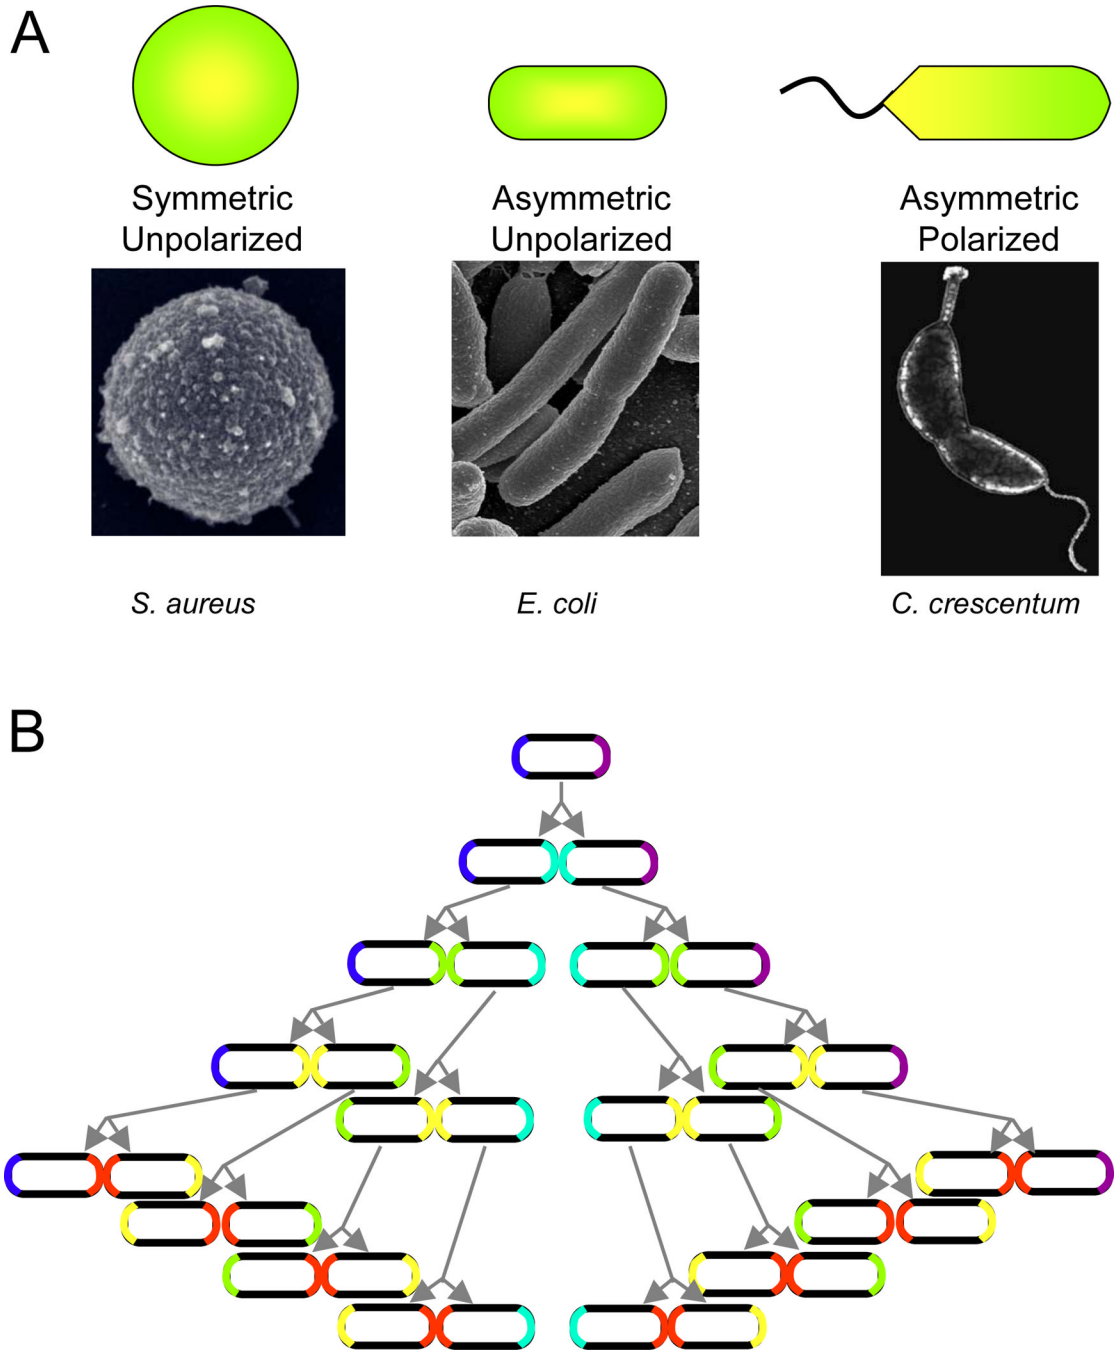 A
Symmetric
Unpolarized
Asymmetric
Unpolarized
Asymmetric
Polarized
S. aureus
E. coli
C. crescentum
B